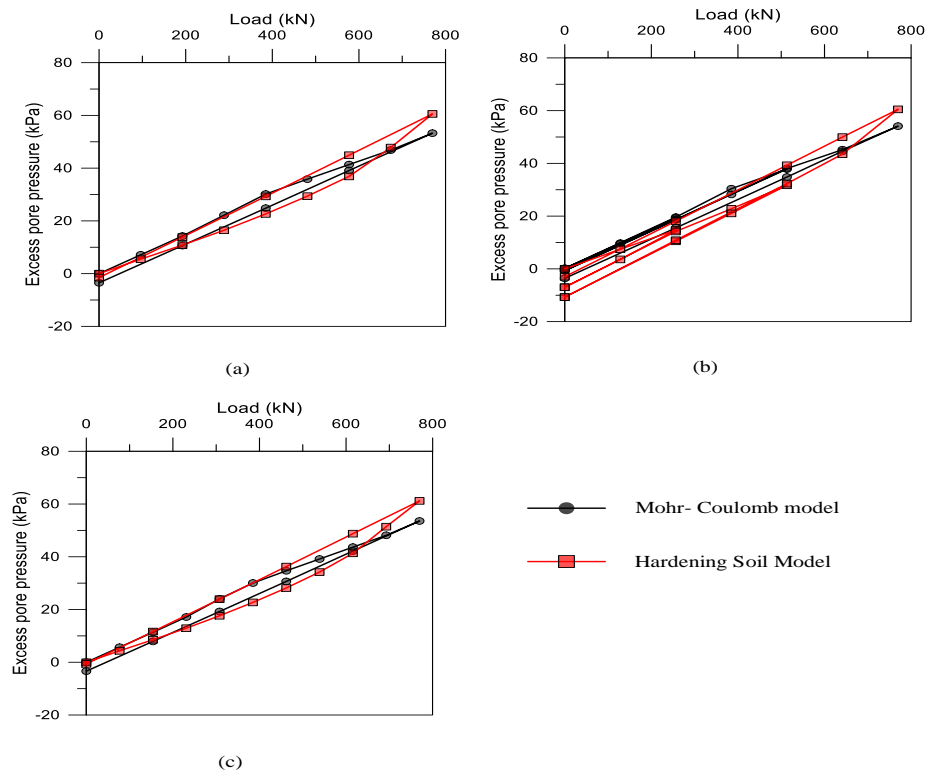 Load (kN)
0 200 400 600 800
80
60
40
20
0
-20
Excess pore pressure (kPa)
(a)
Load (kN)
0 200 400 600 800
80
60
40
20
0
-20
Excess pore pressure (kPa)
(b)
Load (kN)
0 200 400 600 800
80
60
40
20
0
-20
Excess pore pressure (kPa)
(c)
Mohr- Coulomb model
Hardening Soil Model